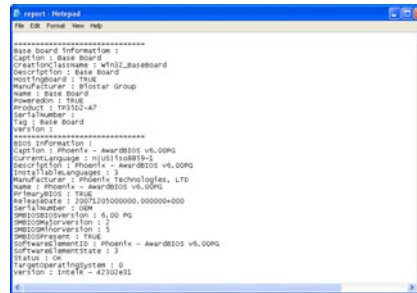 report - Notepad
File Edit Format View Help
==============================
Base board information :
Caption : Base Board
CreationClassName : Win32_BaseBoard
Description : Base Board
HostingBoard : TRUE
Manufacturer : Biostar Group
Name : Base Board
PoweredOn : TRUE
Product : TP35D2-A7
SerialNumber :
Tag : Base Board
Version :
==============================
BIOS Information :
Caption : Phoenix - AwardBIOS v6.00PG
CurrentLanguage : n|US|iso8859-1
Description : Phoenix - AwardBIOS v6.00PG
InstallableLanguages : 3
Manufacturer : Phoenix Technologies, LTD
Name : Phoenix - AwardBIOS v6.00PG
PrimaryBIOS : TRUE
ReleaseDate : 20071205000000.000000+000
SerialNumber : OEM
SMBIOSBIOSVersion : 6.00 PG
SMBIOSMajorVersion : 2
SMBIOSMinorVersion : 5
SMBIOSPresent : TRUE
SoftwareElementID : Phoenix - AwardBIOS v6.00PG
SoftwareElementState : 3
Status : OK
TargetOperatingSystem : 0
Version : IntelR - 42302e31